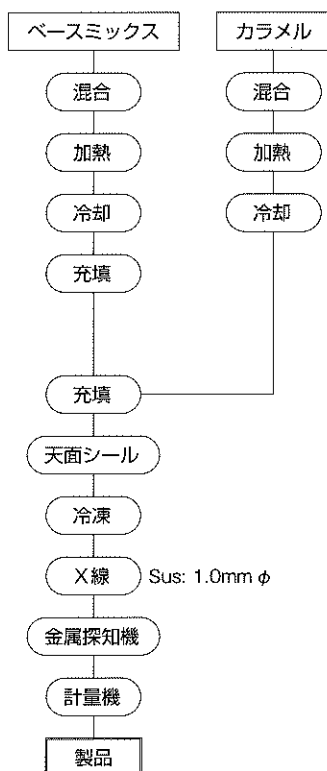 ベースミックス
カラメル
混合
混合
加熱
加熱
冷却
冷却
充填
充填
天面シール
冷凍
X線 Sus: 1.0mm φ
金属探知機
計量機
製品